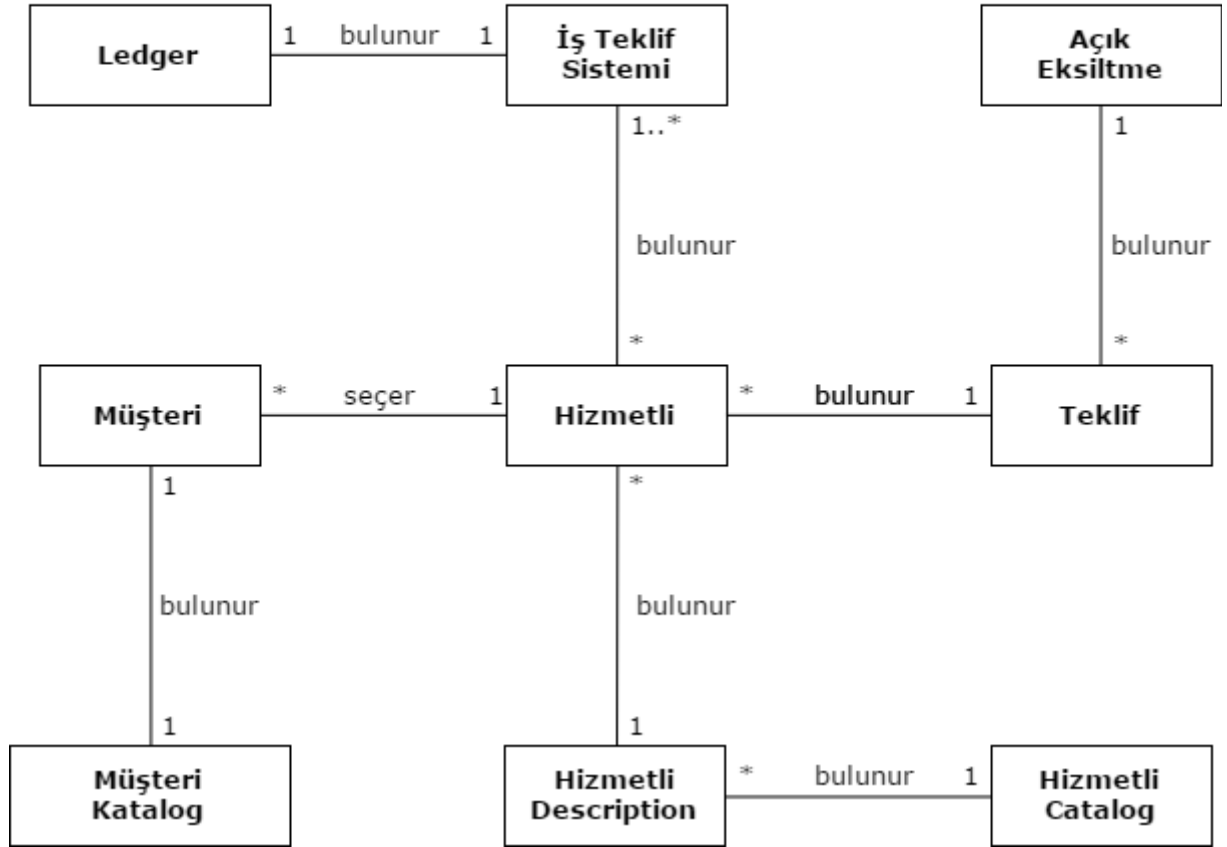 Ledger
1 bulunur 1
İş Teklif
Sistemi
Açık
Eksiltme
1..*
1
bulunur
bulunur
*
*
Müşteri
* seçer 1
Hizmetli
* bulunur 1
Teklif
1
*
bulunur
bulunur
1
1
Müşteri
Katalog
Hizmetli
Description
* bulunur 1
Hizmetli
Catalog